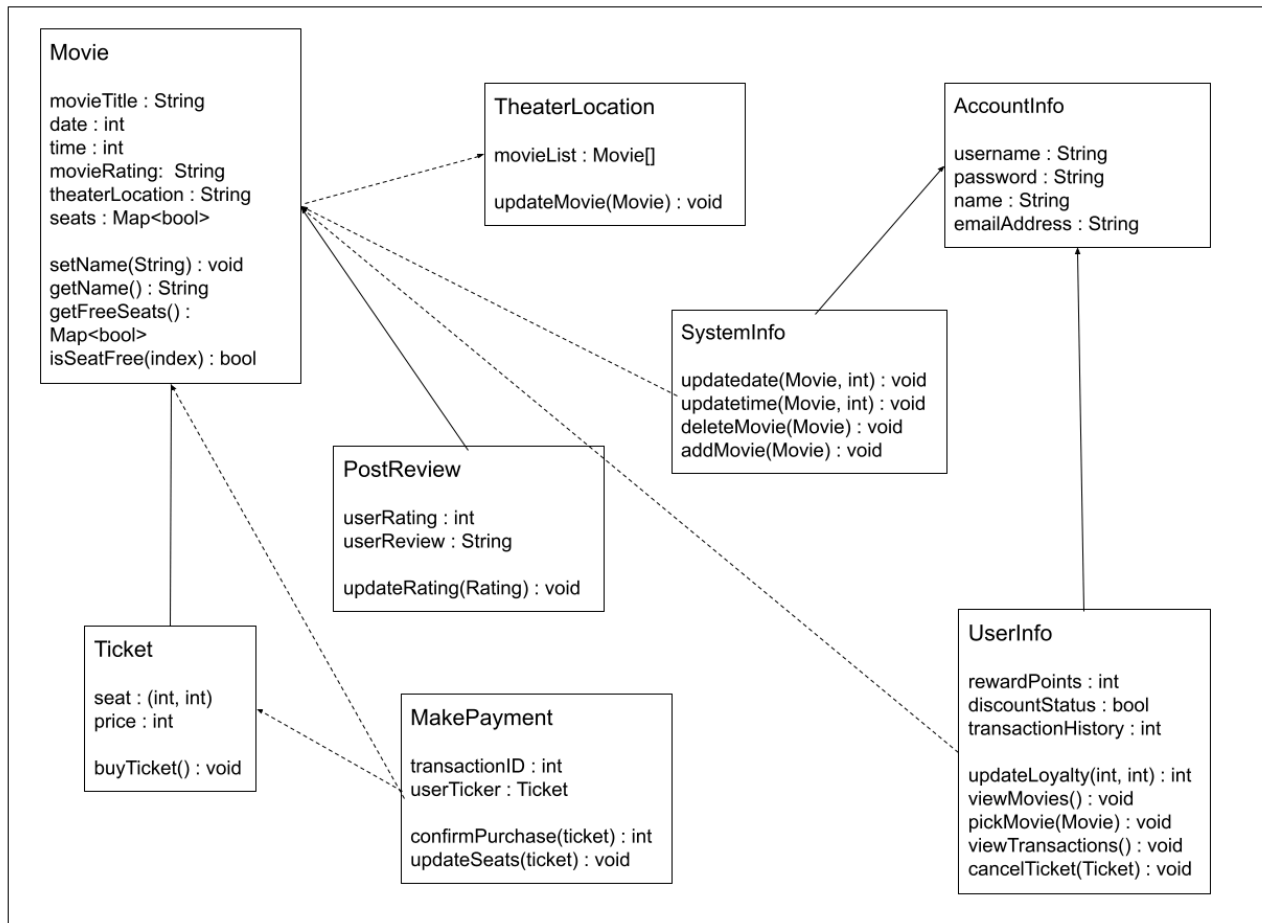 Movie
movieTitle : String
date : int
time : int
movieRating:  String
theaterLocation : String
seats : Map<bool>
setName(String) : void
getName() : String
getFreeSeats() :
Map<bool>
isSeatFree(index) : bool
TheaterLocation
movieList : Movie[]
updateMovie(Movie) : void
AccountInfo
username : String
password : String
name : String
emailAddress : String
SystemInfo
updatedate(Movie, int) : void
updatetime(Movie, int) : void
deleteMovie(Movie) : void
addMovie(Movie) : void
PostReview
userRating : int
userReview : String
updateRating(Rating) : void
Ticket
seat : (int, int)
price : int
buyTicket() : void
MakePayment
transactionID : int
userTicker : Ticket
confirmPurchase(ticket) : int
updateSeats(ticket) : void
UserInfo
rewardPoints : int
discountStatus : bool
transactionHistory : int
updateLoyalty(int, int) : int
viewMovies() : void
pickMovie(Movie) : void
viewTransactions() : void
cancelTicket(Ticket) : void